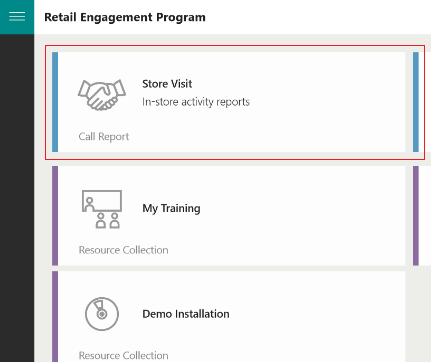 Retail Engagement Program
Store Visit
In-store activity reports
Call Report
My Training
Resource Collection
Demo Installation
Resource Collection